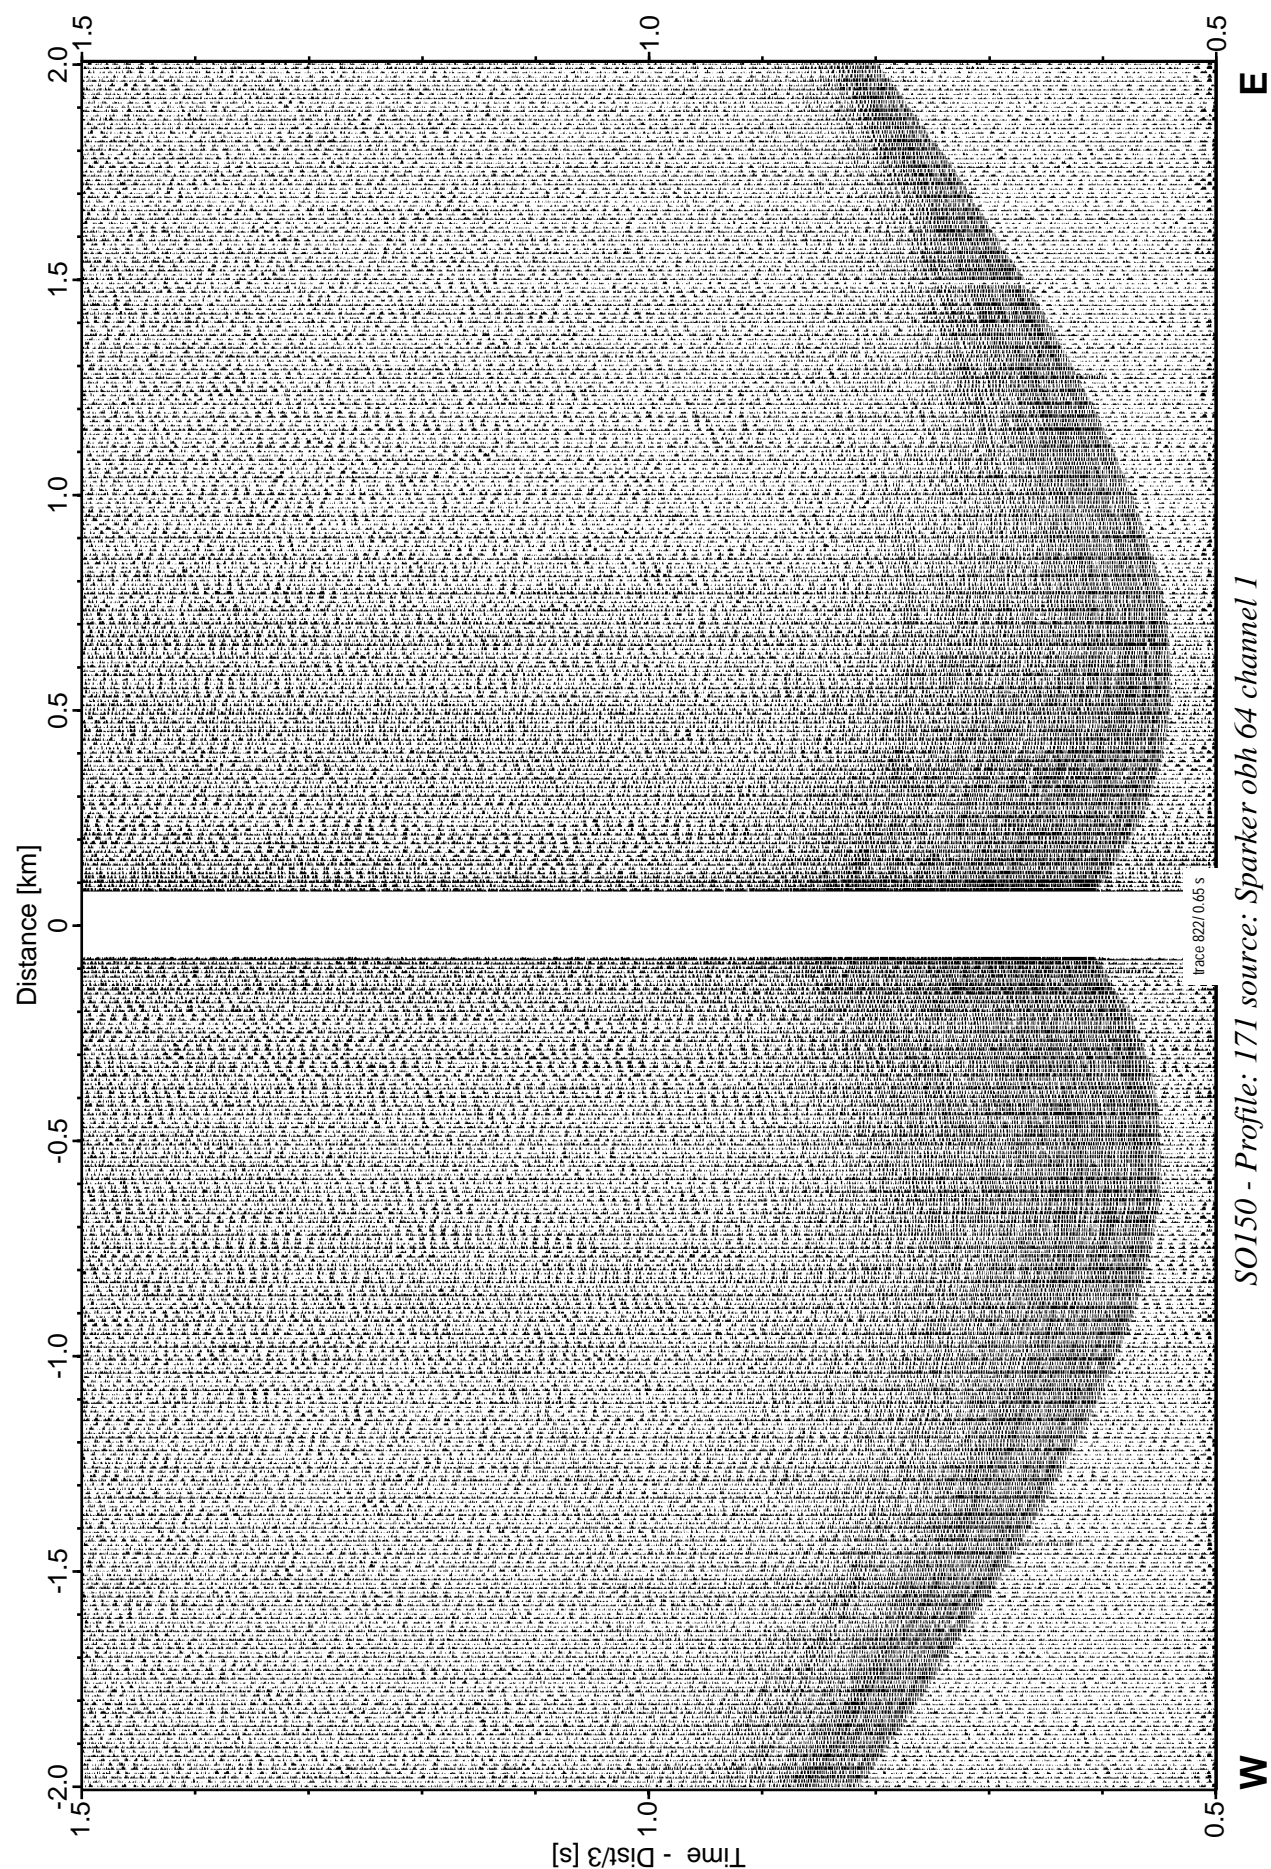 Distance [km]
-2.0 -1.5 -1.0 -0.5 0 0.5 1.0 1.5 2.0
1.5 1.5
1.0 1.0
0.5 0.5
Time - Dist/3 [s]
trace 822/ 0.65 s
W E
SO150 - Profile: 171 source: Sparker obh 64 channel 1